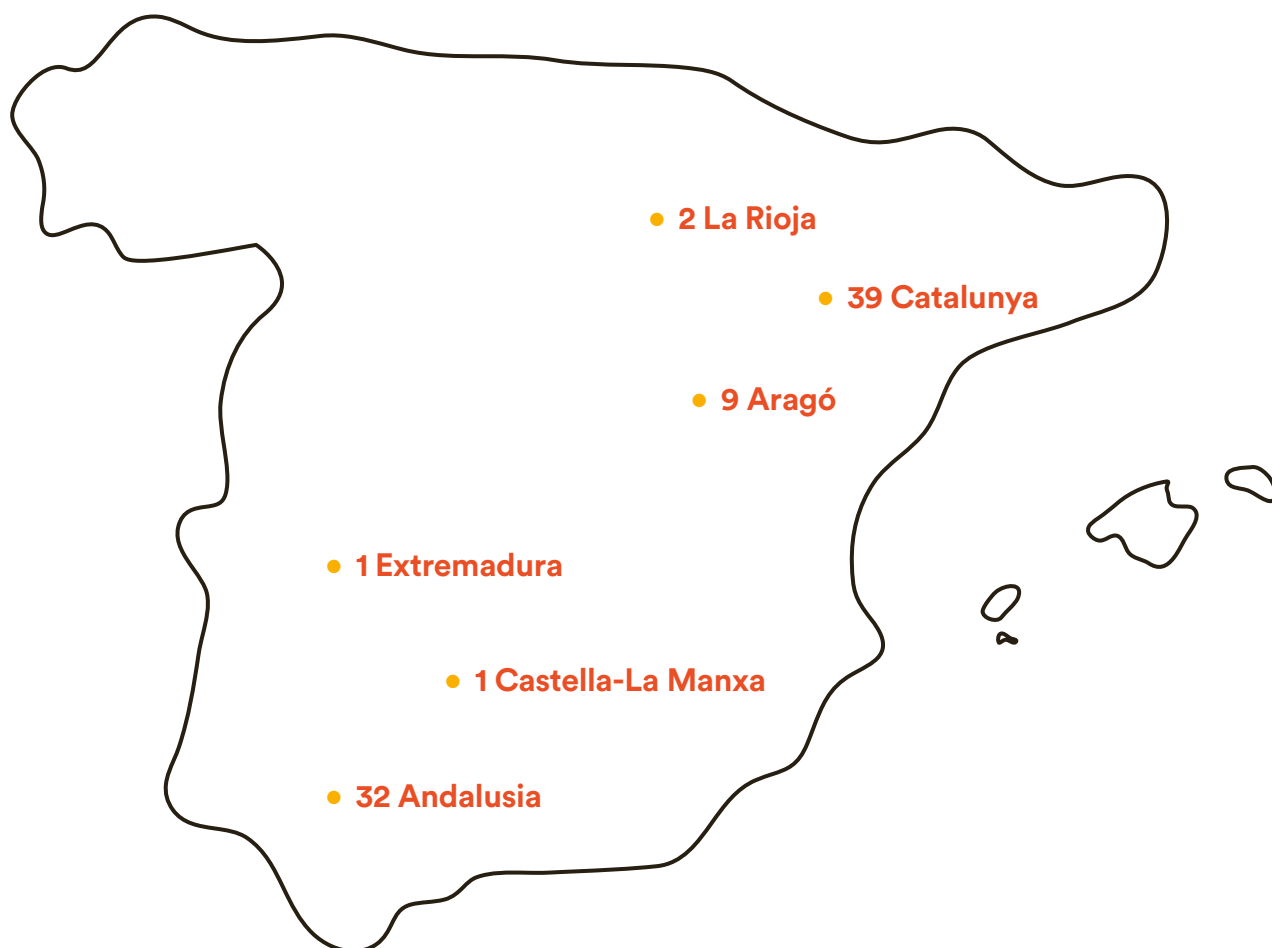 2 La Rioja
39 Catalunya
9 Aragó
1 Extremadura
1 Castella-La Manxa
32 Andalusia